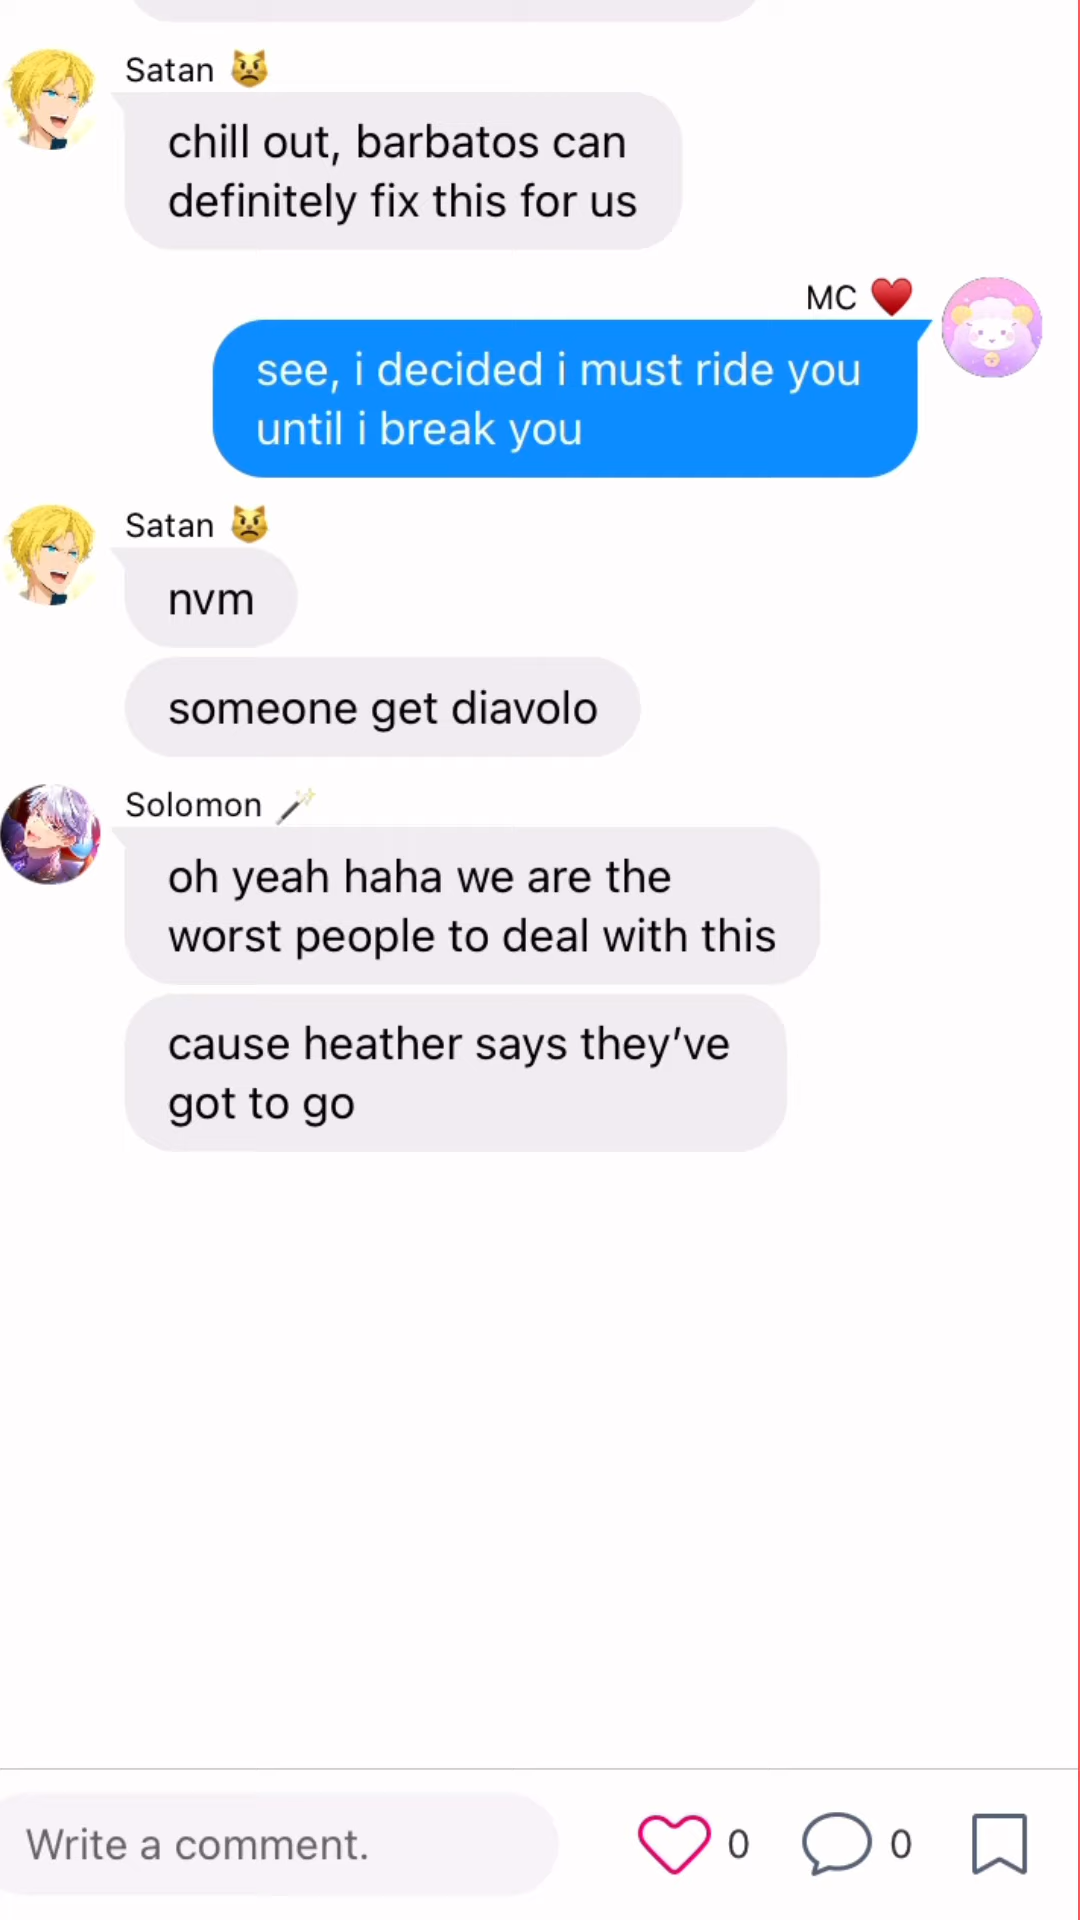 Satan 😾
chill out, barbatos can
definitely fix this for us
MC ♥️
see, i decided i must ride you
until i break you
Satan 😾
nvm
someone get diavolo
Solomon 🪄
oh yeah haha we are the
worst people to deal with this
cause heather says they’ve
got to go
Write a comment.
0
0